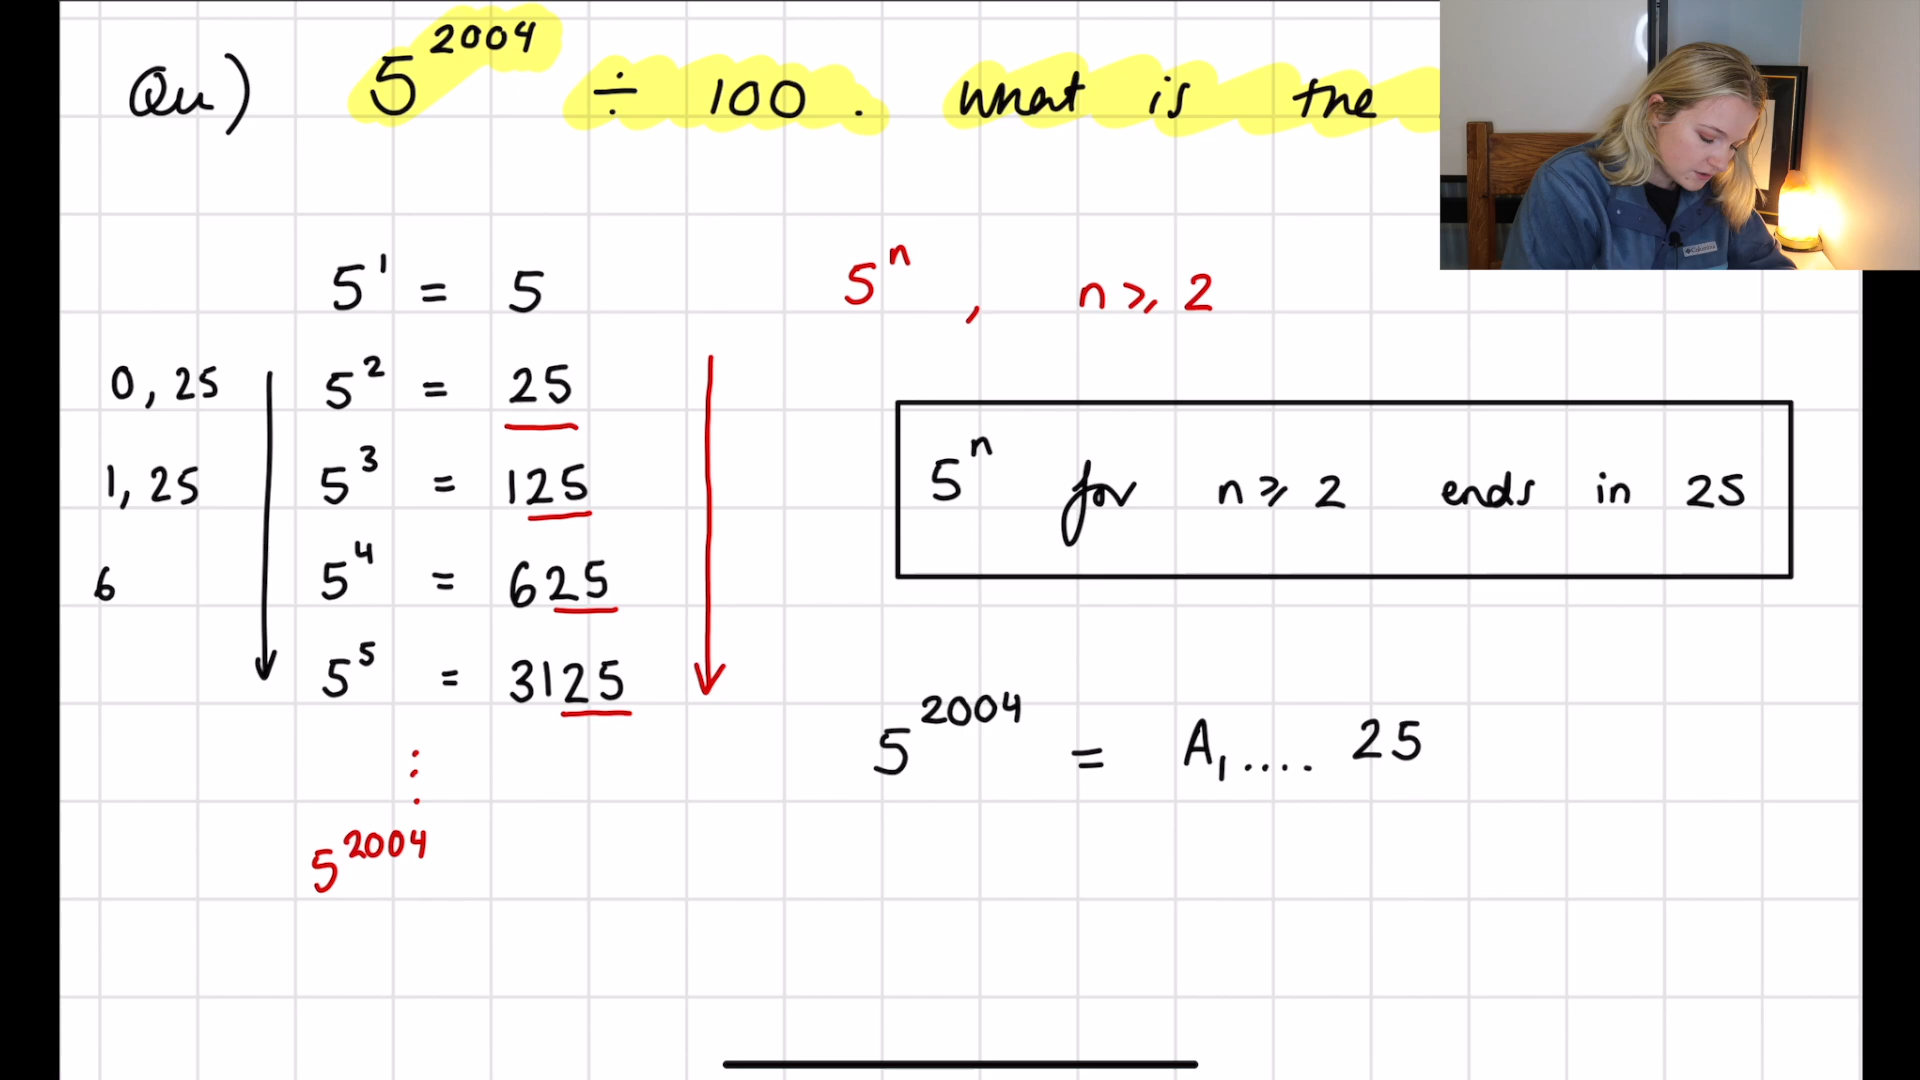 Qu) 5^2004 ÷ 100. what is the
5^1 = 5
5^n, n ⩾ 2
0, 25
5^2 = 25
1, 25
5^3 = 125
5^n for n ⩾ 2 ends in 25
6
5^4 = 625
5^5 = 3125
⋮
5^2004
5^2004 = A, .... 25
Columbia